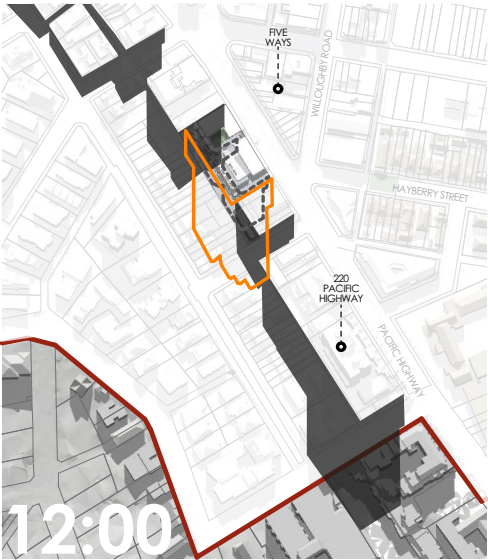 FIVE
WAYS
WILLOUGHBY ROAD
HAYBERRY STREET
220
PACIFIC
HIGHWAY
PACIFIC HIGHWAY
12:00